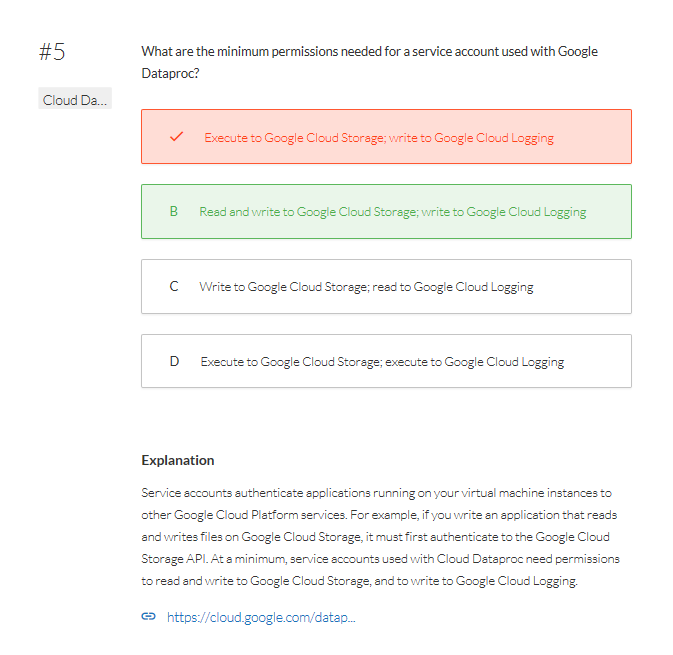 #5
Cloud Da...
What are the minimum permissions needed for a service account used with Google
Dataproc?
Execute to Google Cloud Storage; write to Google Cloud Logging
B Read and write to Google Cloud Storage; write to Google Cloud Logging
C Write to Google Cloud Storage; read to Google Cloud Logging
D Execute to Google Cloud Storage; execute to Google Cloud Logging
Explanation
Service accounts authenticate applications running on your virtual machine instances to
other Google Cloud Platform services. For example, if you write an application that reads
and writes files on Google Cloud Storage, it must first authenticate to the Google Cloud
Storage API. At a minimum, service accounts used with Cloud Dataproc need permissions
to read and write to Google Cloud Storage, and to write to Google Cloud Logging.
https://cloud.google.com/datap...